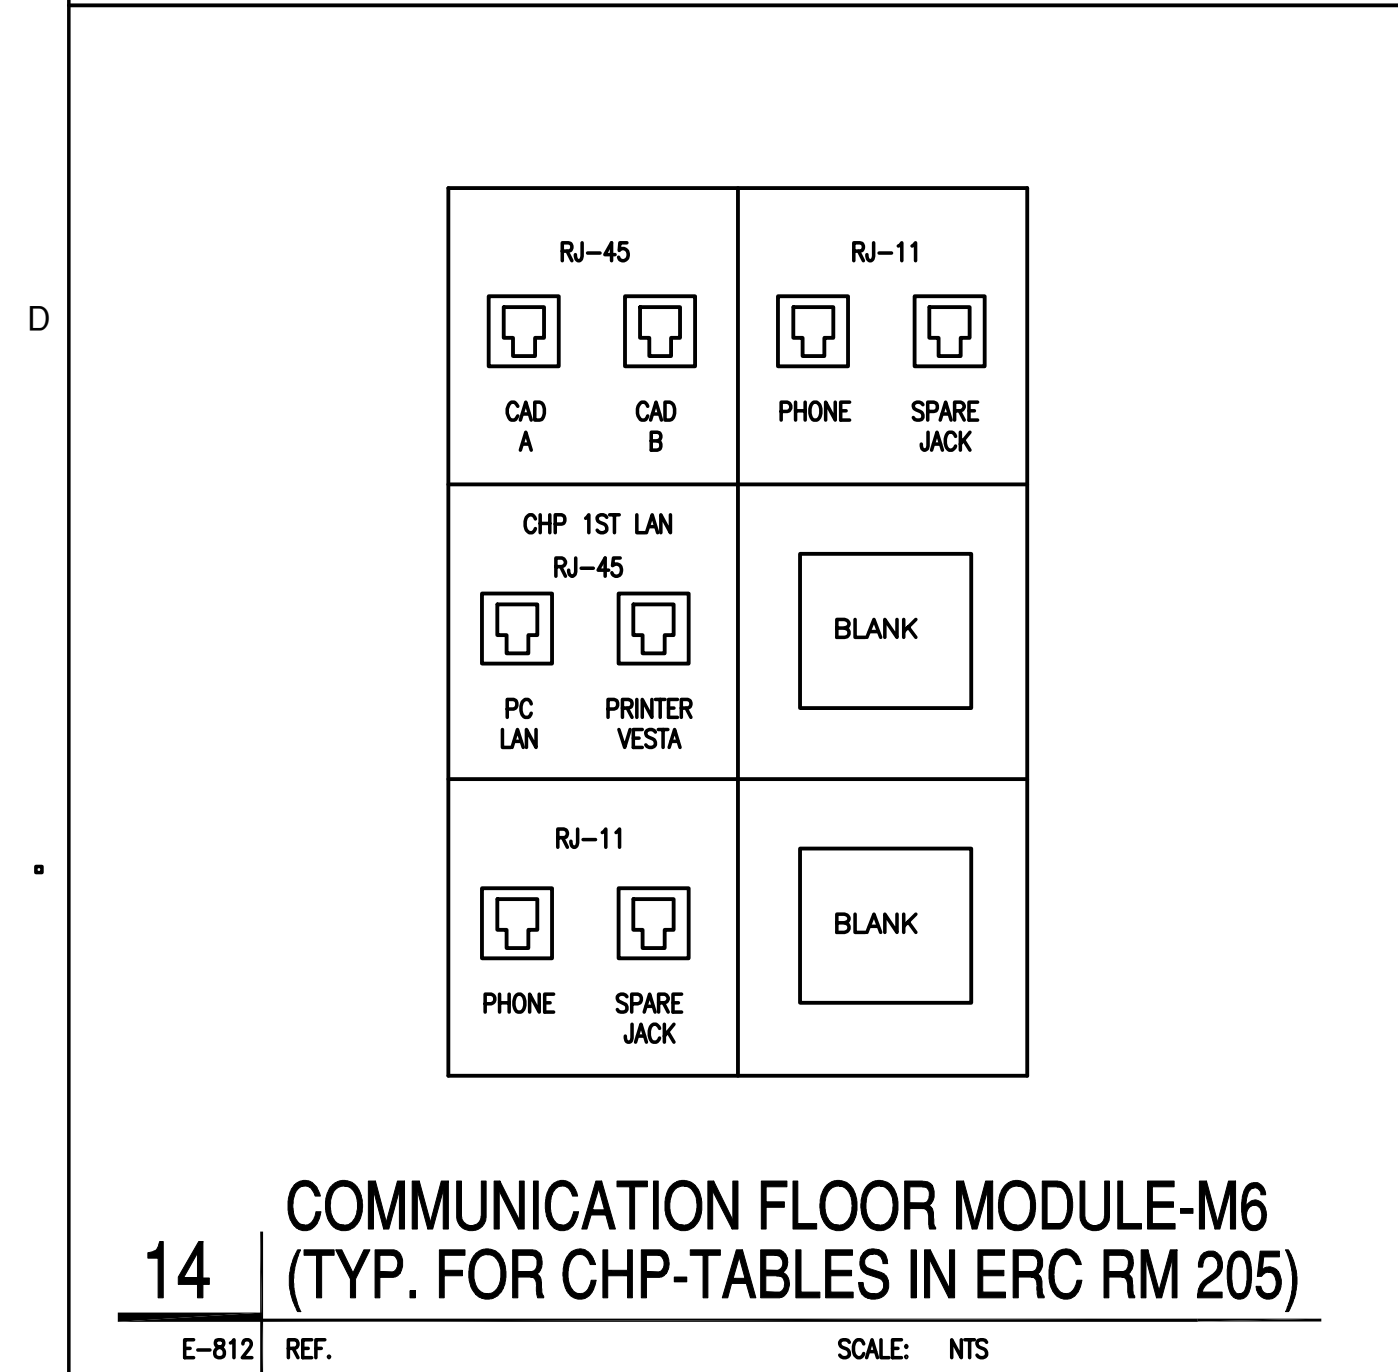 D
RJ-45
CAD A
CAD B
RJ-11
PHONE
SPARE
JACK
CHP 1ST LAN
RJ-45
PC
LAN
PRINTER
VESTA
BLANK
RJ-11
PHONE
SPARE
JACK
BLANK
14
COMMUNICATION FLOOR MODULE-M6
(TYP. FOR CHP-TABLES IN ERC RM 205)
E-812
REF.
SCALE: NTS